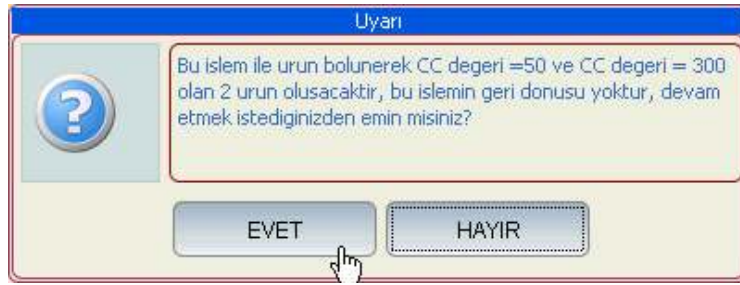 Uyarı
Bu islem ile urun bolunerek CC degeri =50 ve CC degeri = 300
olan 2 urun olusacaktir, bu islemin geri donusu yoktur, devam
etmek istediginizden emin misiniz?
EVET
HAYIR